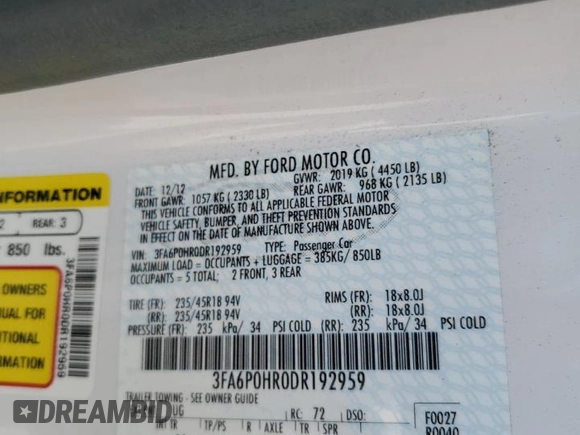 MFD. BY FORD MOTOR CO.
DATE: 12/12
GVWR: 2019 KG ( 4450 LB)
FRONT GAWR: 1057 KG ( 2330 LB)
REAR GAWR: 968 KG ( 2135 LB)
THIS VEHICLE CONFORMS TO ALL APPLICABLE FEDERAL MOTOR
VEHICLE SAFETY, BUMPER, AND THEFT PREVENTION STANDARDS
IN EFFECT ON THE DATE OF MANUFACTURE SHOWN ABOVE.
VIN: 3FA6P0HR0DR192959 TYPE: Passenger Car
MAXIMUM LOAD = OCCUPANTS + LUGGAGE = 385KG/ 850LB
OCCUPANTS = 5 TOTAL; 2 FRONT, 3 REAR
TIRE (FR): 235/45R18 94V RIMS (FR): 18x8.0J
(RR): 235/45R18 94V (RR): 18x8.0J
PRESSURE (FR): 235 kPa/ 34 PSI COLD (RR): 235 kPa/ 34 PSI COLD
3FA6P0HR0DR192959
TRAILER TOWING - SEE OWNER GUIDE
UG RC: 72 DSO: F0027
INT TR TP/PS R AXLE TR SPR R0040
INFORMATION
2 REAR: 3
850 lbs.
OWNERS
UAL FOR
TIONAL
RMATION
3FA6P0HR0DR192959
DREAMBID